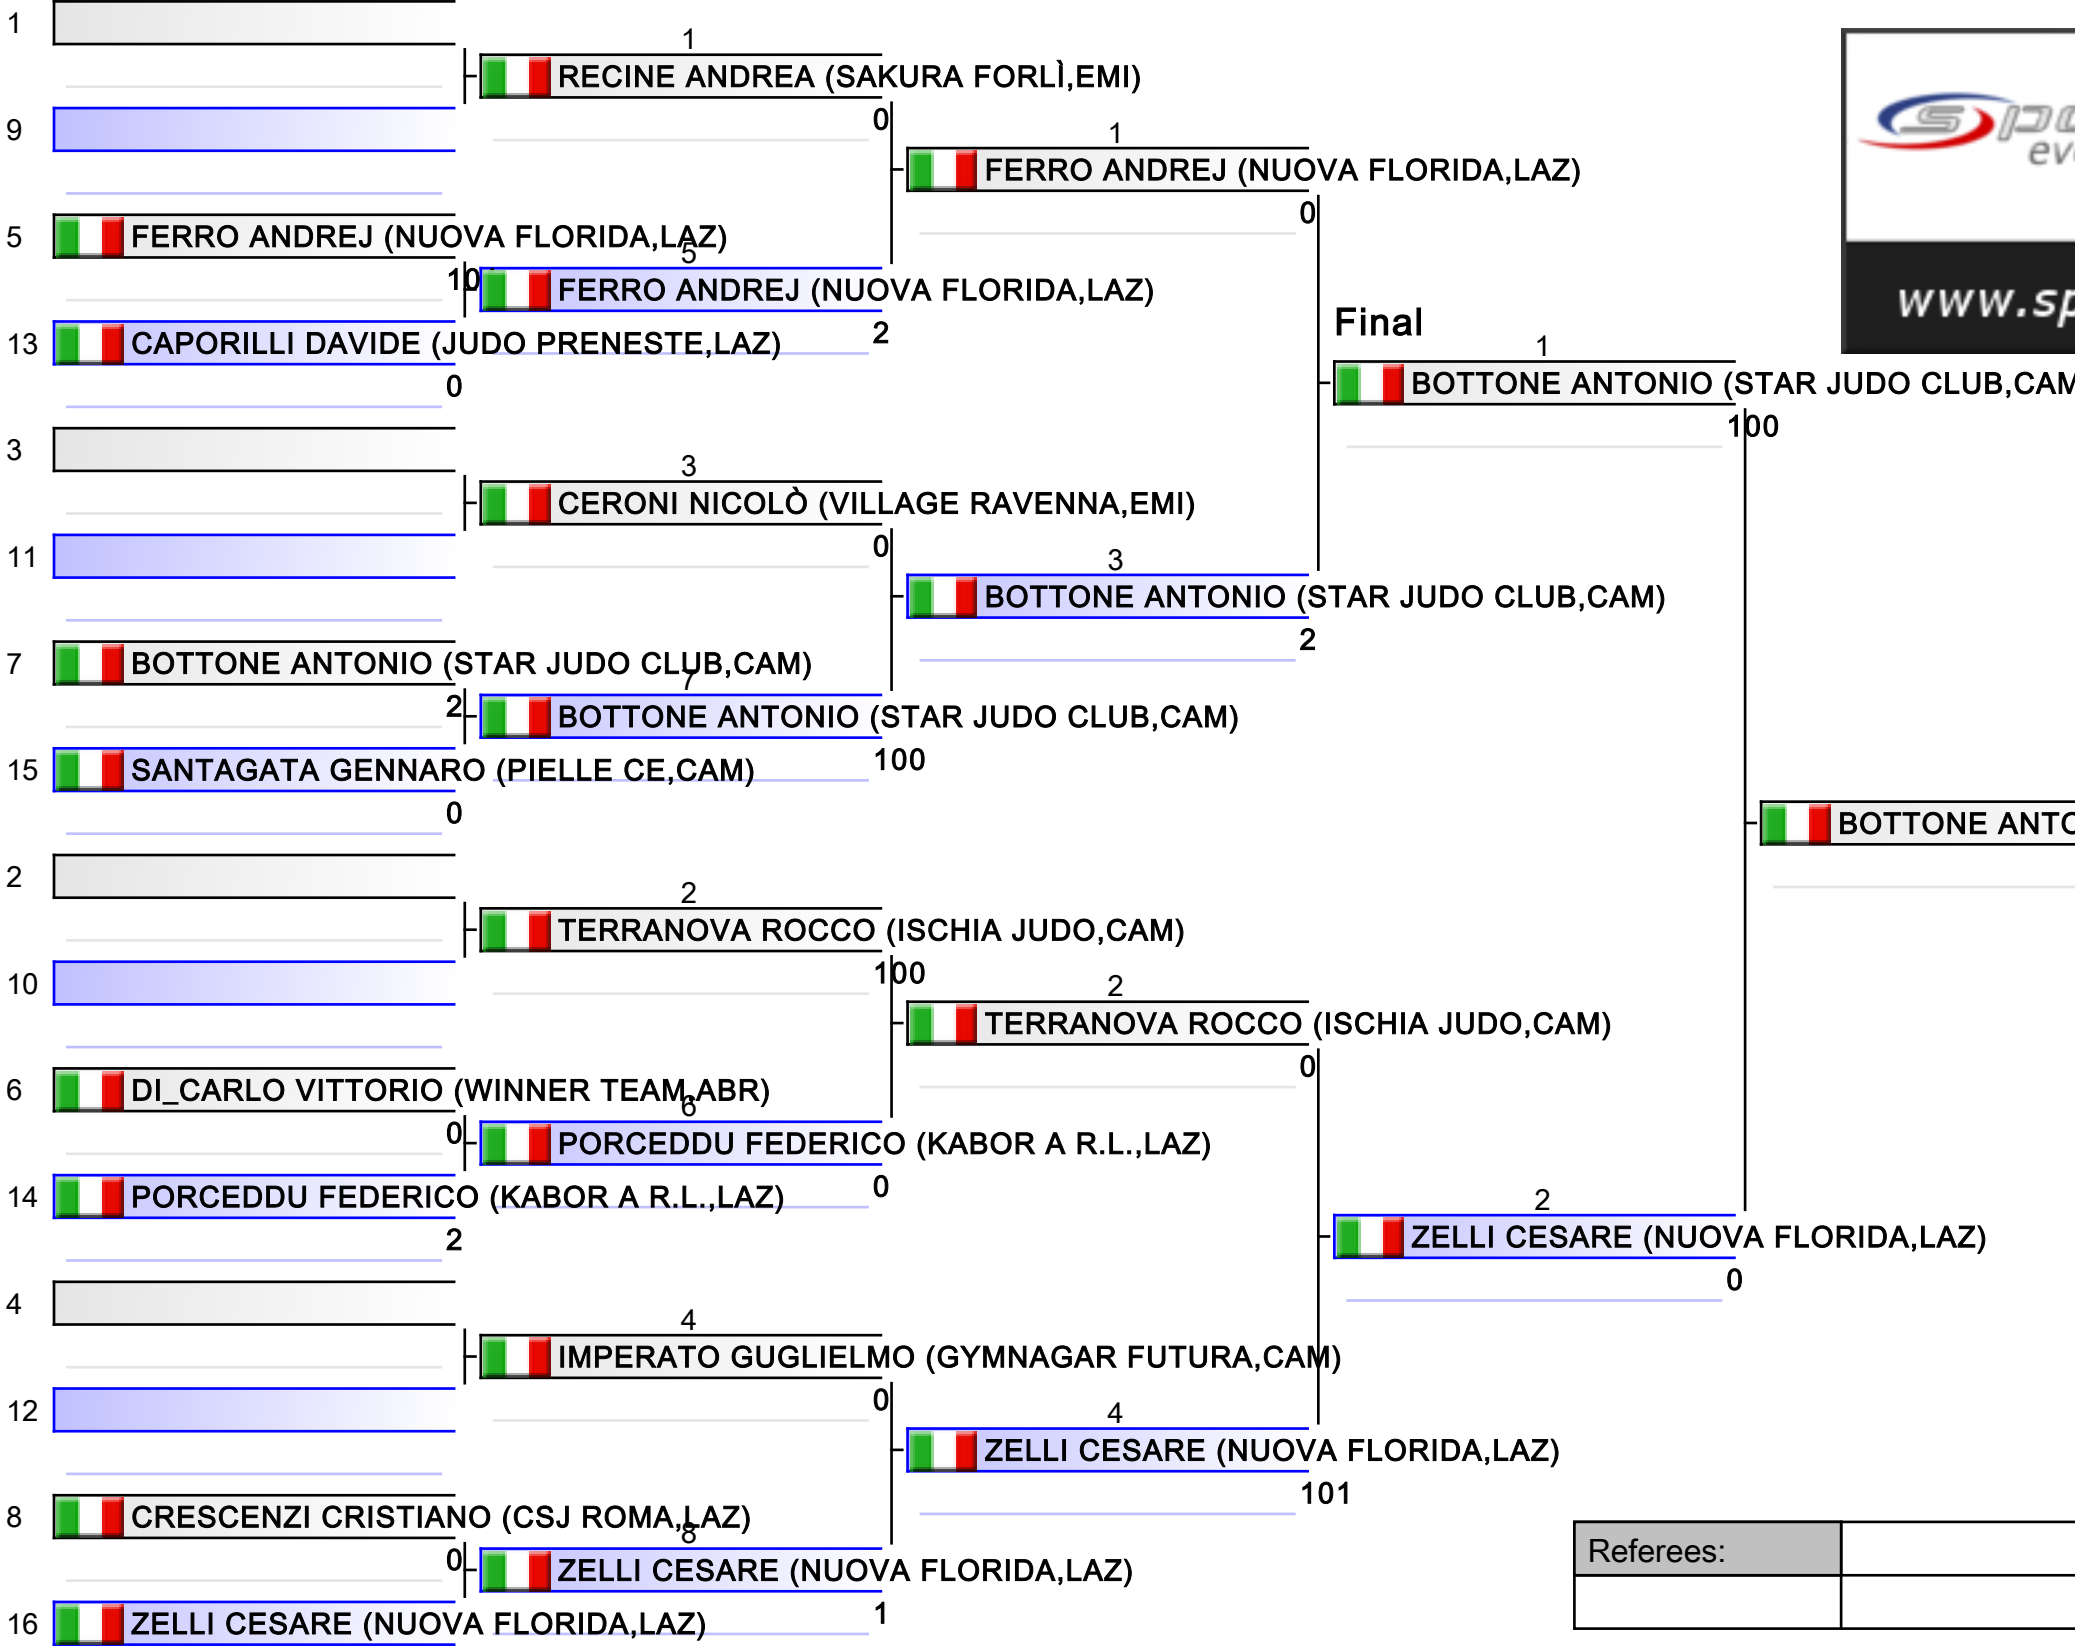 1
1
RECINE ANDREA (SAKURA FORLÌ,EMI)
0
9
1
FERRO ANDREJ (NUOVA FLORIDA,LAZ)
0
5
FERRO ANDREJ (NUOVA FLORIDA,LAZ)
5
FERRO ANDREJ (NUOVA FLORIDA,LAZ)
2
13
CAPORILLI DAVIDE (JUDO PRENESTE,LAZ)
0
Final
1
BOTTONE ANTONIO (STAR JUDO CLUB,CAM
100
3
3
CERONI NICOLÒ (VILLAGE RAVENNA,EMI)
0
11
3
BOTTONE ANTONIO (STAR JUDO CLUB,CAM)
2
7
BOTTONE ANTONIO (STAR JUDO CLUB,CAM)
2
7
BOTTONE ANTONIO (STAR JUDO CLUB,CAM)
100
15
SANTAGATA GENNARO (PIELLE CE,CAM)
0
BOTTONE ANTO
2
2
TERRANOVA ROCCO (ISCHIA JUDO,CAM)
100
10
2
TERRANOVA ROCCO (ISCHIA JUDO,CAM)
0
6
DI_CARLO VITTORIO (WINNER TEAM,ABR)
0
6
PORCEDDU FEDERICO (KABOR A R.L.,LAZ)
0
14
PORCEDDU FEDERICO (KABOR A R.L.,LAZ)
2
2
ZELLI CESARE (NUOVA FLORIDA,LAZ)
0
4
4
IMPERATO GUGLIELMO (GYMNAGAR FUTURA,CAM)
0
12
4
ZELLI CESARE (NUOVA FLORIDA,LAZ)
101
8
CRESCENZI CRISTIANO (CSJ ROMA,LAZ)
0
8
ZELLI CESARE (NUOVA FLORIDA,LAZ)
1
16
ZELLI CESARE (NUOVA FLORIDA,LAZ)
www.sp
Referees: